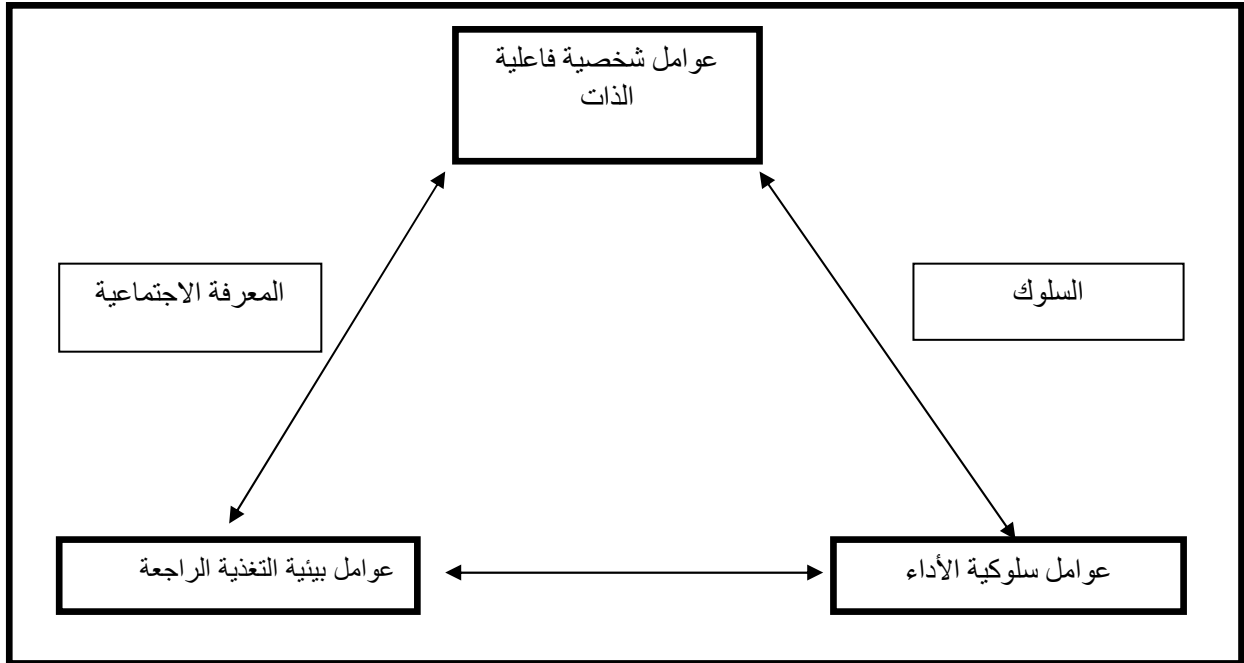 عوامل شخصية فاعلية
الذات
السلوك
المعرفة الاجتماعية
عوامل سلوكية الأداء
عوامل بيئية التغذية الراجعة